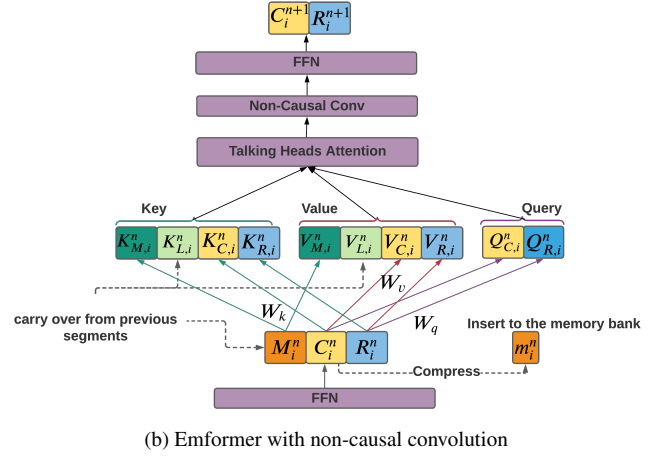 C_i^{n+1} R_i^{n+1}
FFN
Non-Causal Conv
Talking Heads Attention
Key Value Query
K_{M,i}^n K_{L,i}^n K_{C,i}^n K_{R,i}^n V_{M,i}^n V_{L,i}^n V_{C,i}^n V_{R,i}^n Q_{C,i}^n Q_{R,i}^n
W_k W_v W_q
carry over from previous
segments
Insert to the memory bank
M_i^n C_i^n R_i^n m_i^n
Compress
FFN
(b) Emformer with non-causal convolution